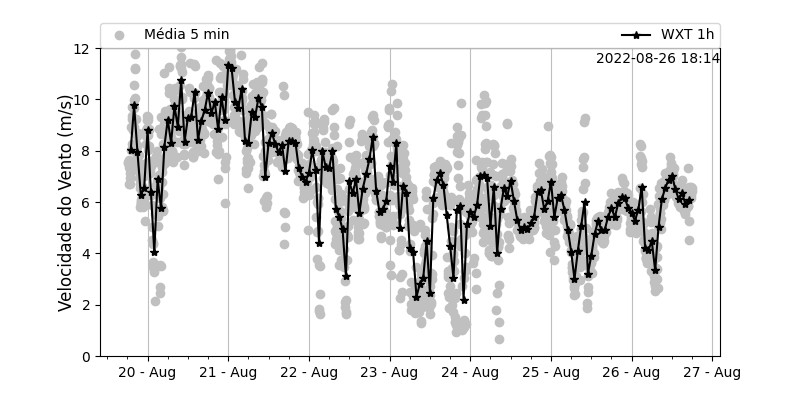 Média 5 min
WXT 1h
2022-08-26 18:14
Velocidade do Vento (m/s)
12
10
8
6
4
2
0
20 - Aug
21 - Aug
22 - Aug
23 - Aug
24 - Aug
25 - Aug
26 - Aug
27 - Aug